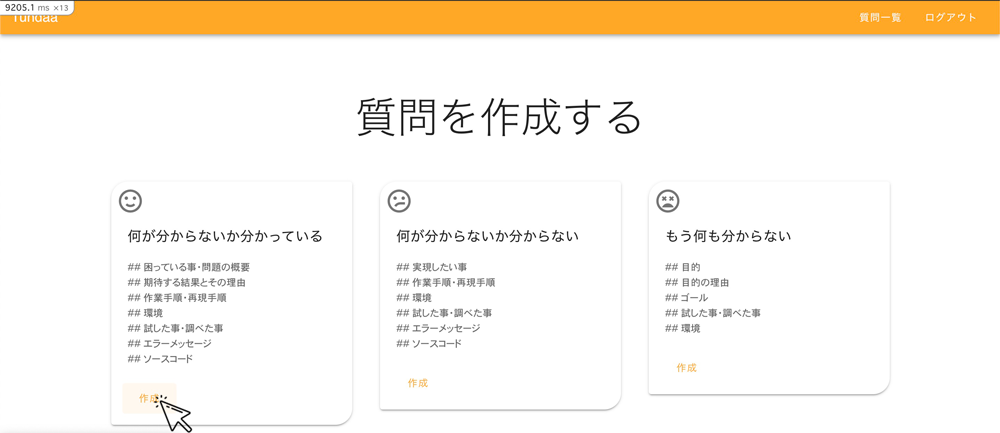 9205.1 ms ×13
fundaa
質問一覧 ログアウト
質問を作成する
何が分からないか分かっている
## 困っている事・問題の概要
## 期待する結果とその理由
## 作業手順・再現手順
## 環境
## 試した事・調べた事
## エラーメッセージ
## ソースコード
作成
何が分からないか分からない
## 実現したい事
## 作業手順・再現手順
## 環境
## 試した事・調べた事
## エラーメッセージ
## ソースコード
作成
もう何も分からない
## 目的
## 目的の理由
## ゴール
## 試した事・調べた事
## 環境
作成